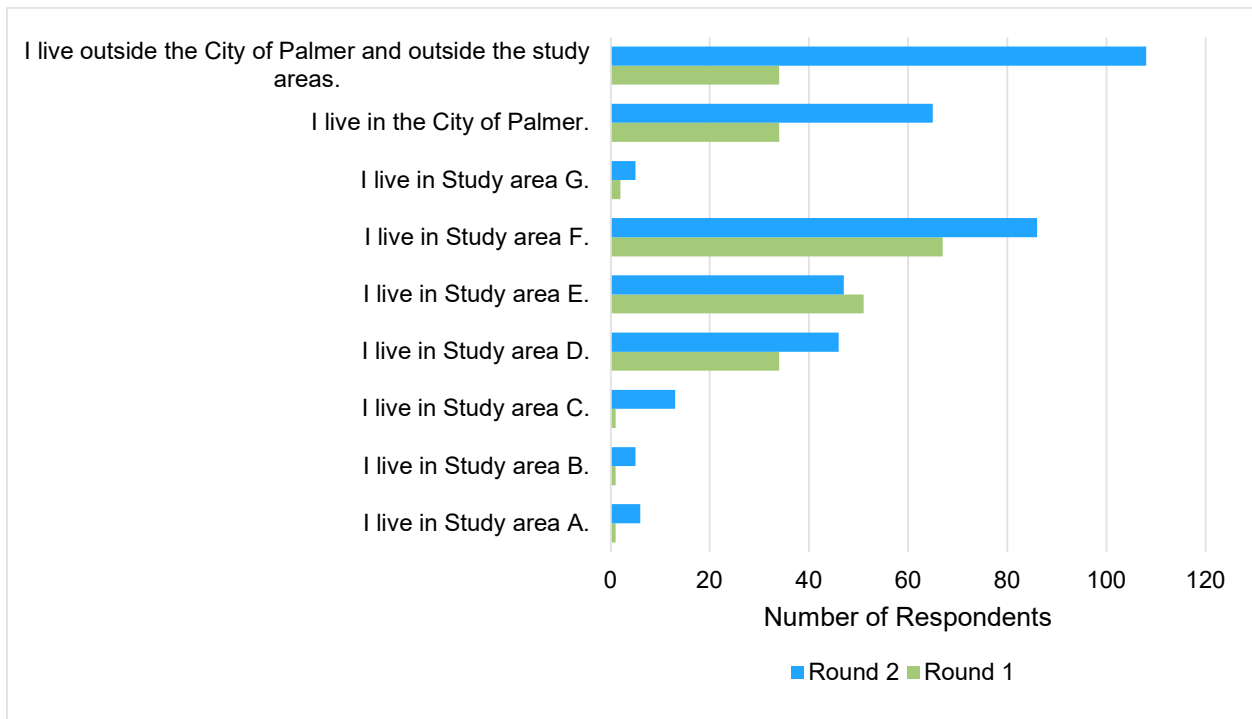 I live outside the City of Palmer and outside the study
areas.
I live in the City of Palmer.
I live in Study area G.
I live in Study area F.
I live in Study area E.
I live in Study area D.
I live in Study area C.
I live in Study area B.
I live in Study area A.
0 20 40 60 80 100 120
Number of Respondents
Round 2 Round 1